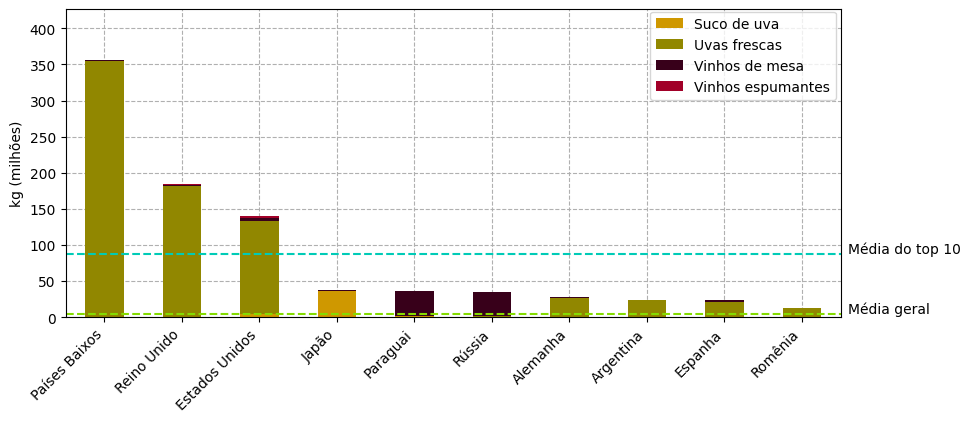 kg (milhões)
400
350
300
250
200
150
100
50
0
Suco de uva
Uvas frescas
Vinhos de mesa
Vinhos espumantes
Média do top 10
Média geral
Países Baixos
Reino Unido
Estados Unidos
Japão
Paraguai
Rússia
Alemanha
Argentina
Espanha
Romênia